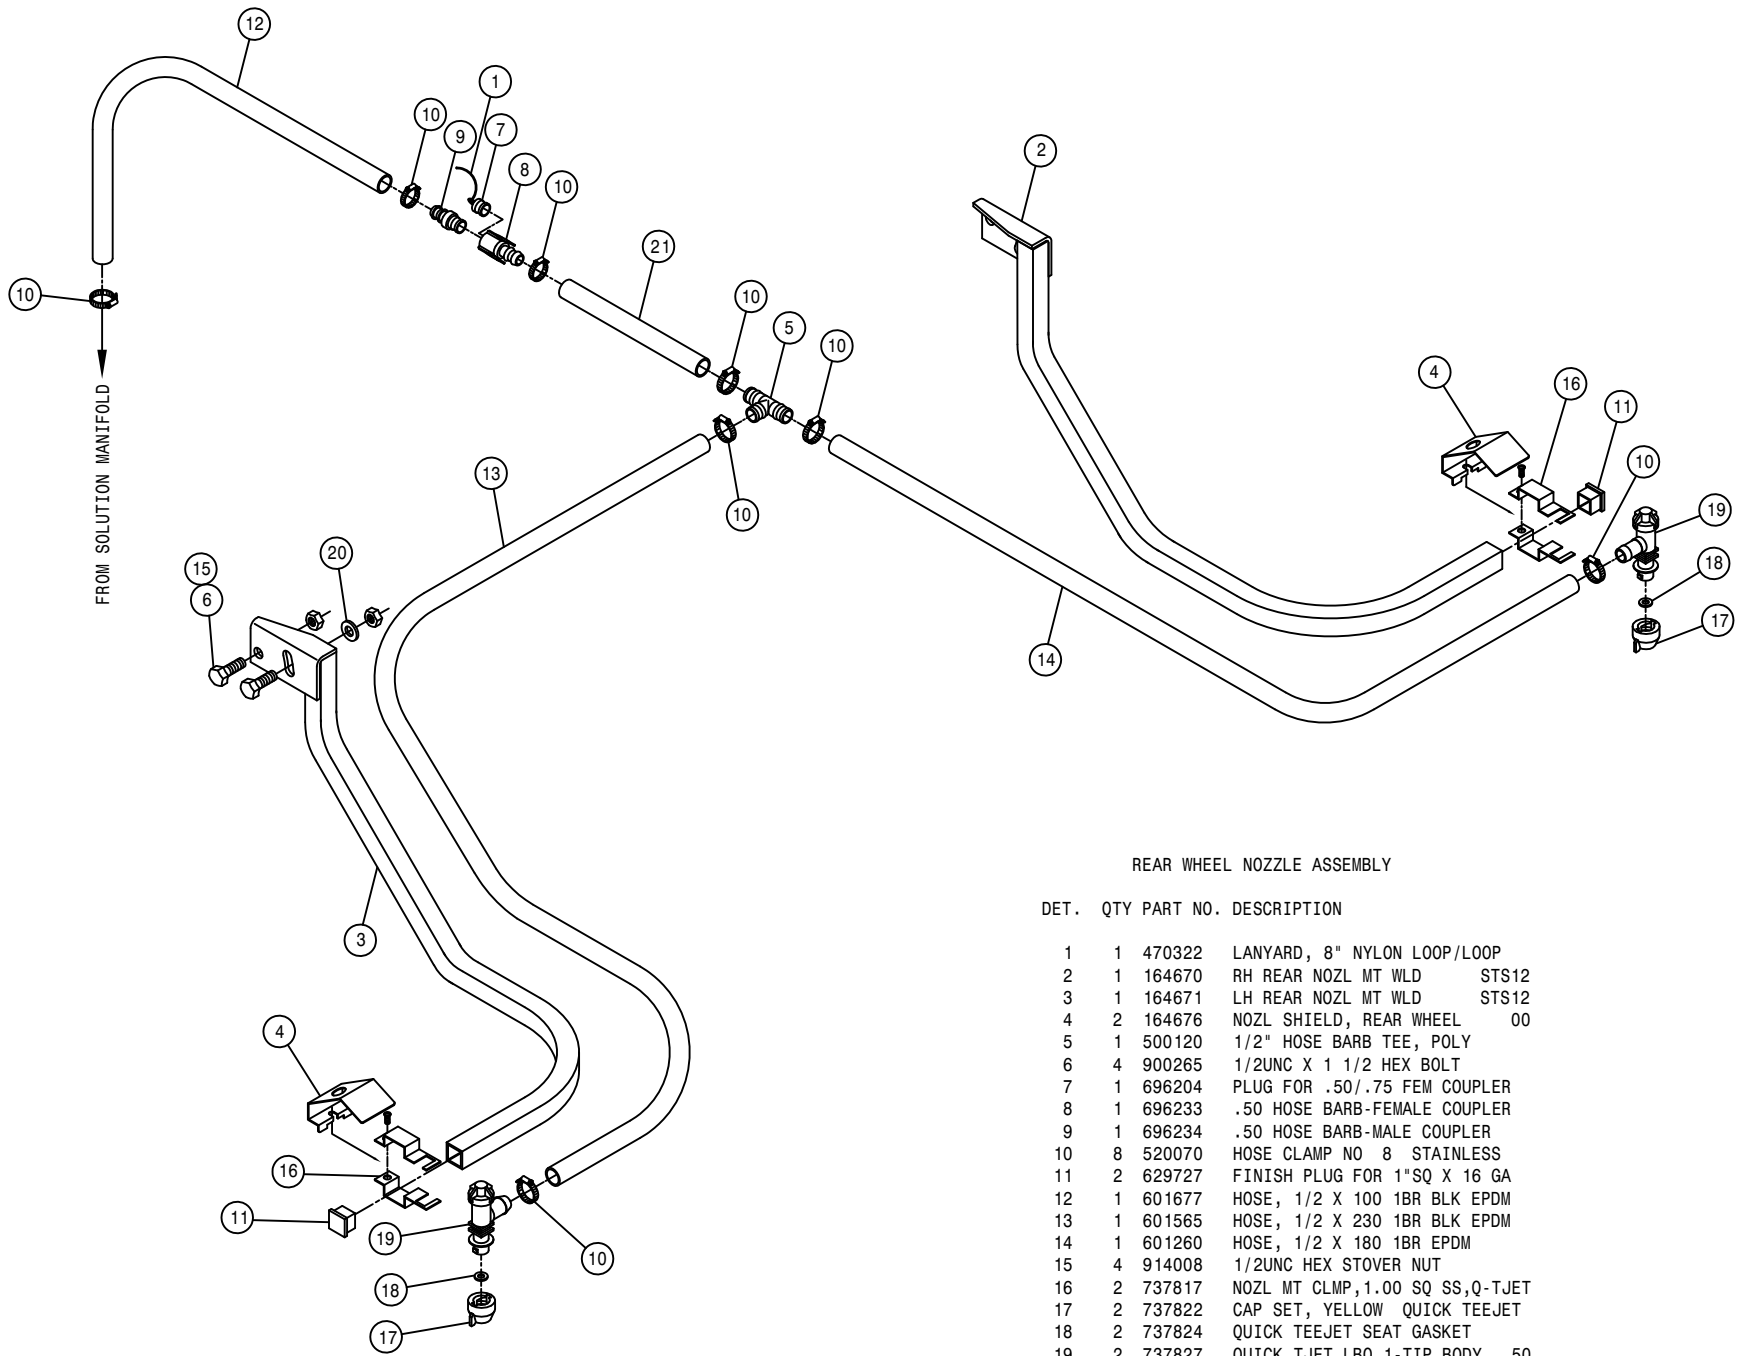 12
1
10
7
9
8
2
10
21
10
10
5
10
4
16
11
FROM SOLUTION MANIFOLD
13
10
10
19
20
15
18
6
17
14
REAR WHEEL NOZZLE ASSEMBLY
DET. QTY PART NO. DESCRIPTION
3
1 1 470322 LANYARD, 8" NYLON LOOP/LOOP
2 1 164670 RH REAR NOZL MT WLD STS12
3 1 164671 LH REAR NOZL MT WLD STS12
4 2 164676 NOZL SHIELD, REAR WHEEL 00
4
5 1 500120 1/2" HOSE BARB TEE, POLY
6 4 900265 1/2UNC X 1 1/2 HEX BOLT
7 1 696204 PLUG FOR .50/.75 FEM COUPLER
8 1 696233 .50 HOSE BARB-FEMALE COUPLER
9 1 696234 .50 HOSE BARB-MALE COUPLER
10 8 520070 HOSE CLAMP NO 8 STAINLESS
16
11 2 629727 FINISH PLUG FOR 1"SQ X 16 GA
12 1 601677 HOSE, 1/2 X 100 1BR BLK EPDM
11
13 1 601565 HOSE, 1/2 X 230 1BR BLK EPDM
19
14 1 601260 HOSE, 1/2 X 180 1BR EPDM
10
15 4 914008 1/2UNC HEX STOVER NUT
18
16 2 737817 NOZL MT CLMP,1.00 SQ SS,Q-TJET
17 2 737822 CAP SET, YELLOW QUICK TEEJET
17
18 2 737824 QUICK TEEJET SEAT GASKET
19 2 737827 QUICK TJET LBO 1-TIP BODY .50